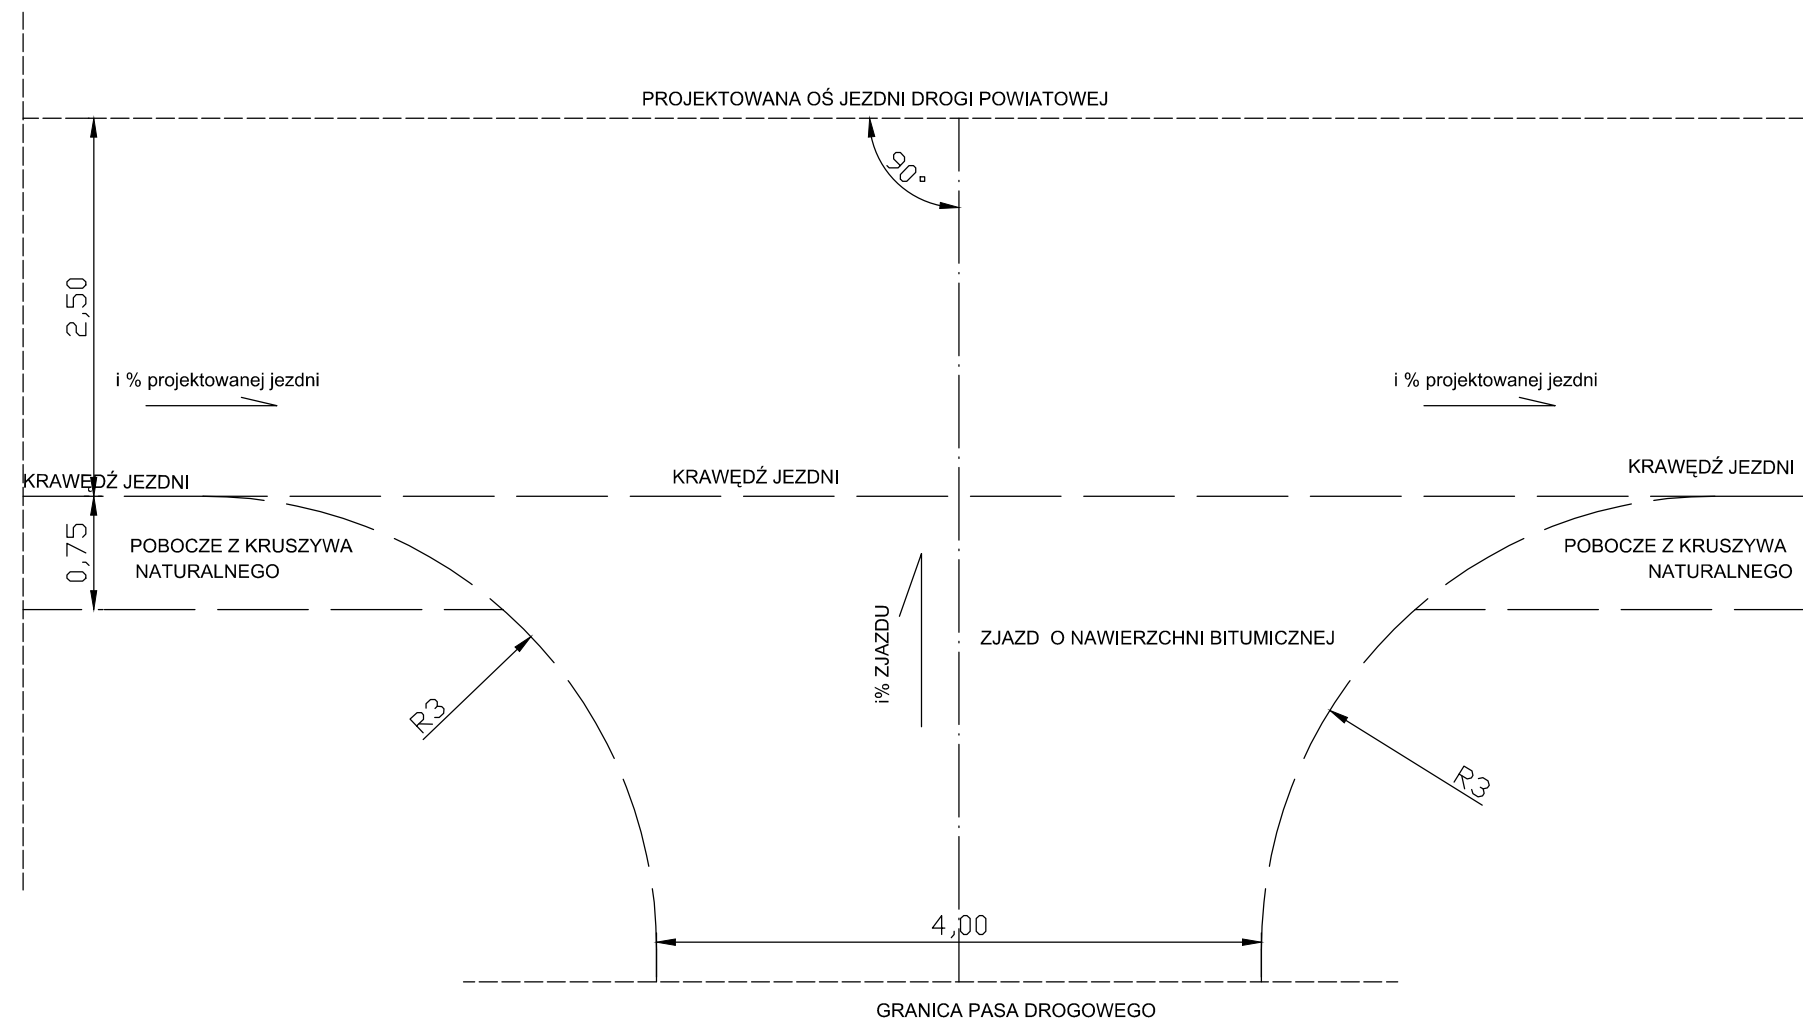 PROJEKTOWANA OŚ JEZDNI DROGI POWIATOWEJ
90°
2,50
i % projektowanej jezdni
i % projektowanej jezdni
KRAWĘDŹ JEZDNI
KRAWĘDŹ JEZDNI
KRAWĘDŹ JEZDNI
0,75
POBOCZE Z KRUSZYWA
NATURALNEGO
POBOCZE Z KRUSZYWA
NATURALNEGO
i% ZJAZDU
ZJAZD O NAWIERZCHNI BITUMICZNEJ
R3
R3
4,00
GRANICA PASA DROGOWEGO